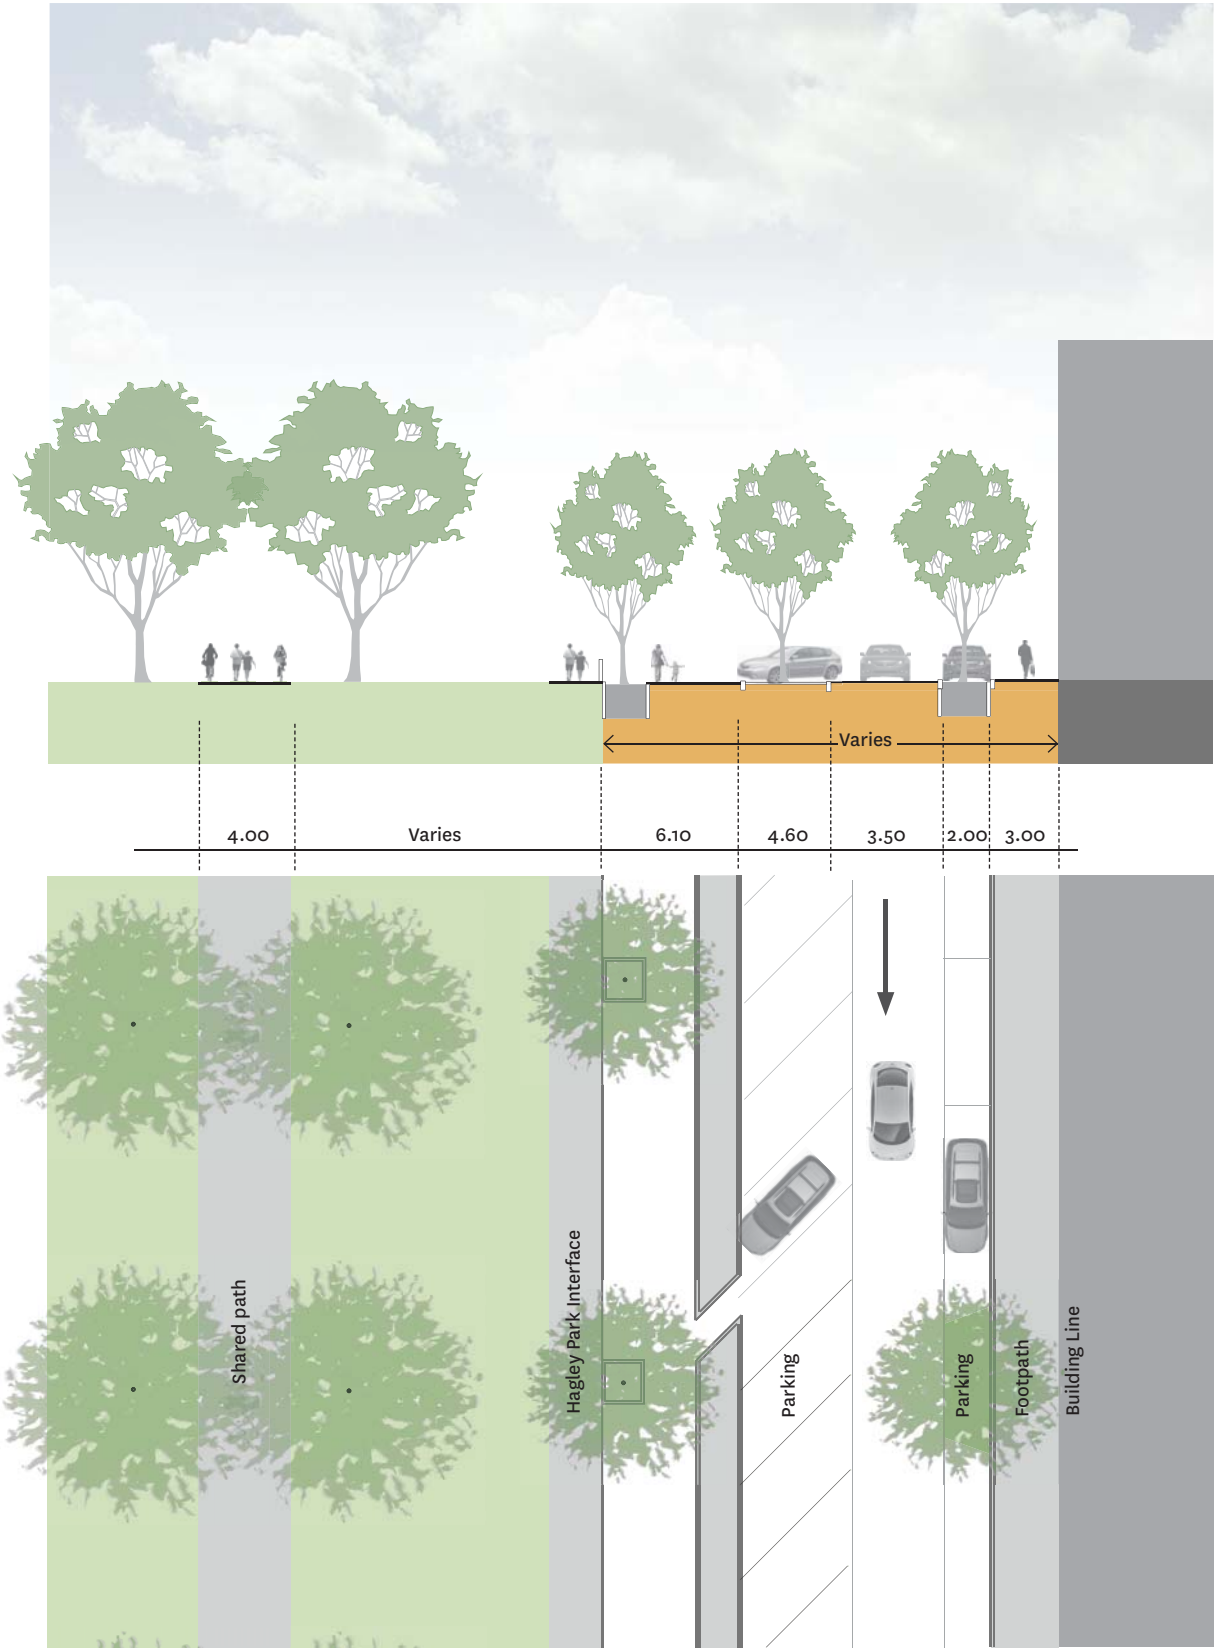 Varies
4.00
Varies
6.10
4.60
3.50
2.00
3.00
Shared path
Hagley Park Interface
Parking
Parking
Footpath
Building Line